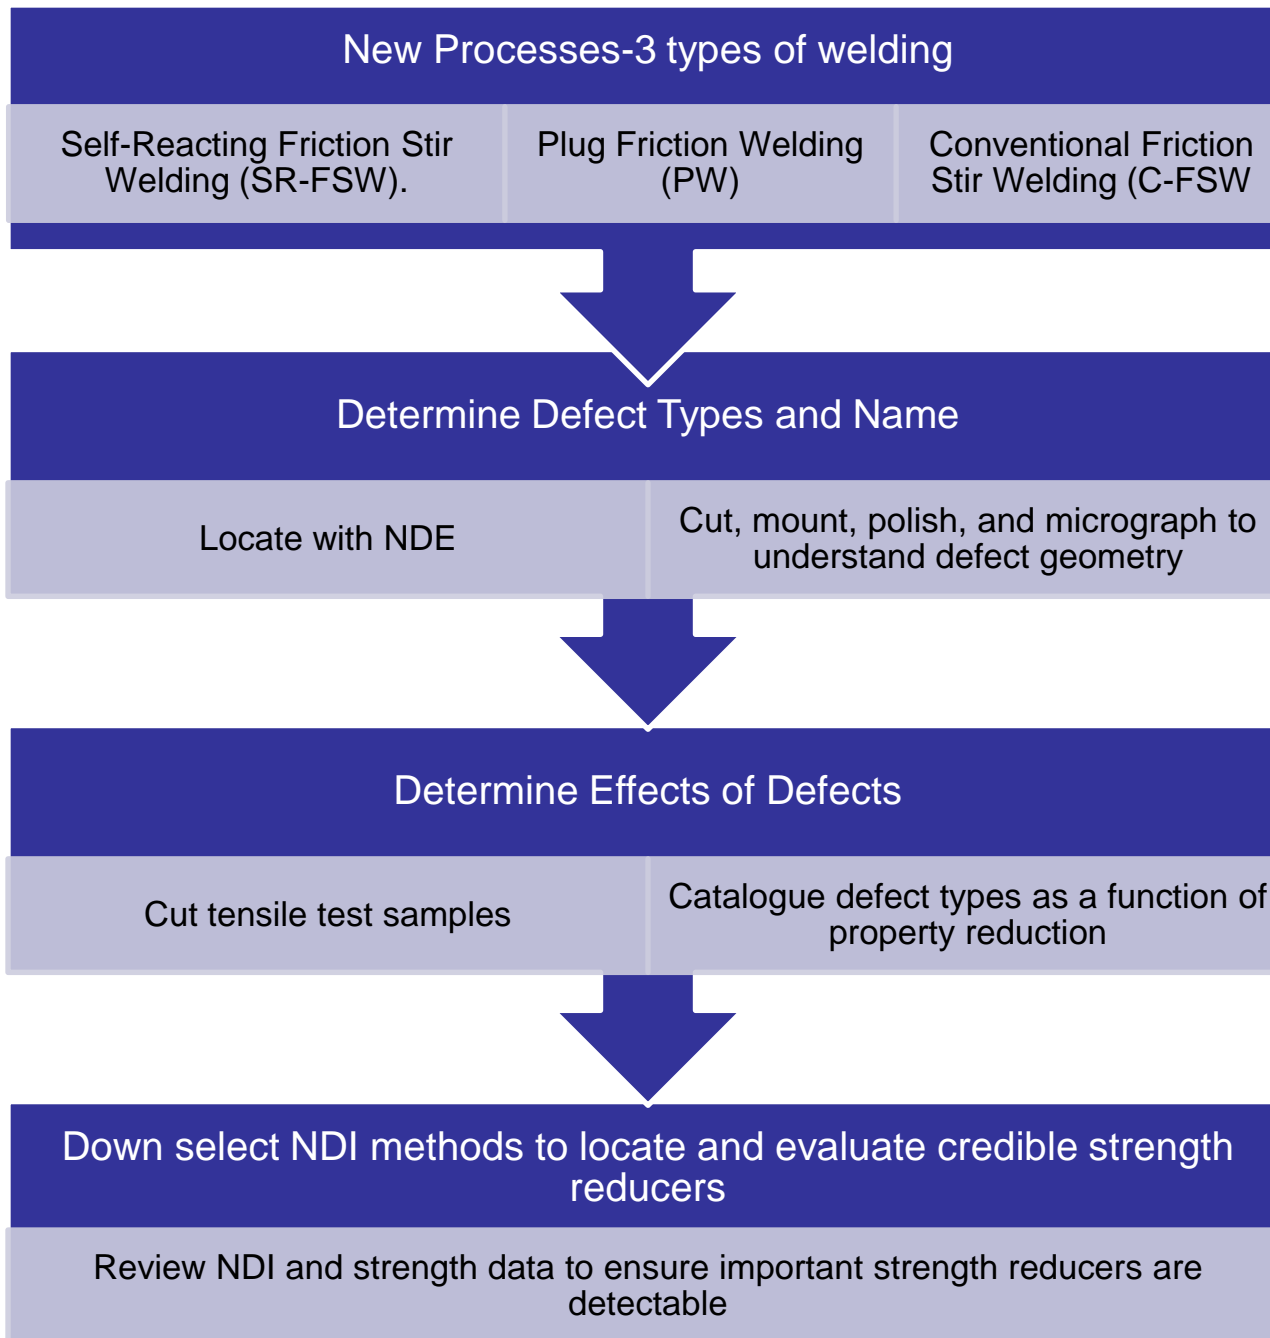 New Processes-3 types of welding
Self-Reacting Friction Stir
Welding (SR-FSW).
Plug Friction Welding
(PW)
Conventional Friction
Stir Welding (C-FSW
Determine Defect Types and Name
Locate with NDE
Cut, mount, polish, and micrograph to
understand defect geometry
Determine Effects of Defects
Cut tensile test samples
Catalogue defect types as a function of
property reduction
Down select NDI methods to locate and evaluate credible strength
reducers
Review NDI and strength data to ensure important strength reducers are
detectable